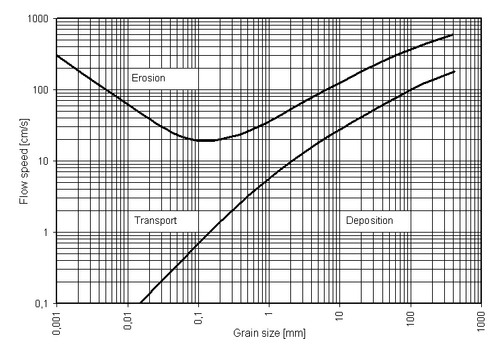 1000
100
10
1
0,1
Flow speed [cm/s]
Erosion
Transport
Deposition
0,001
0,01
0,1
1
10
100
1000
Grain size [mm]